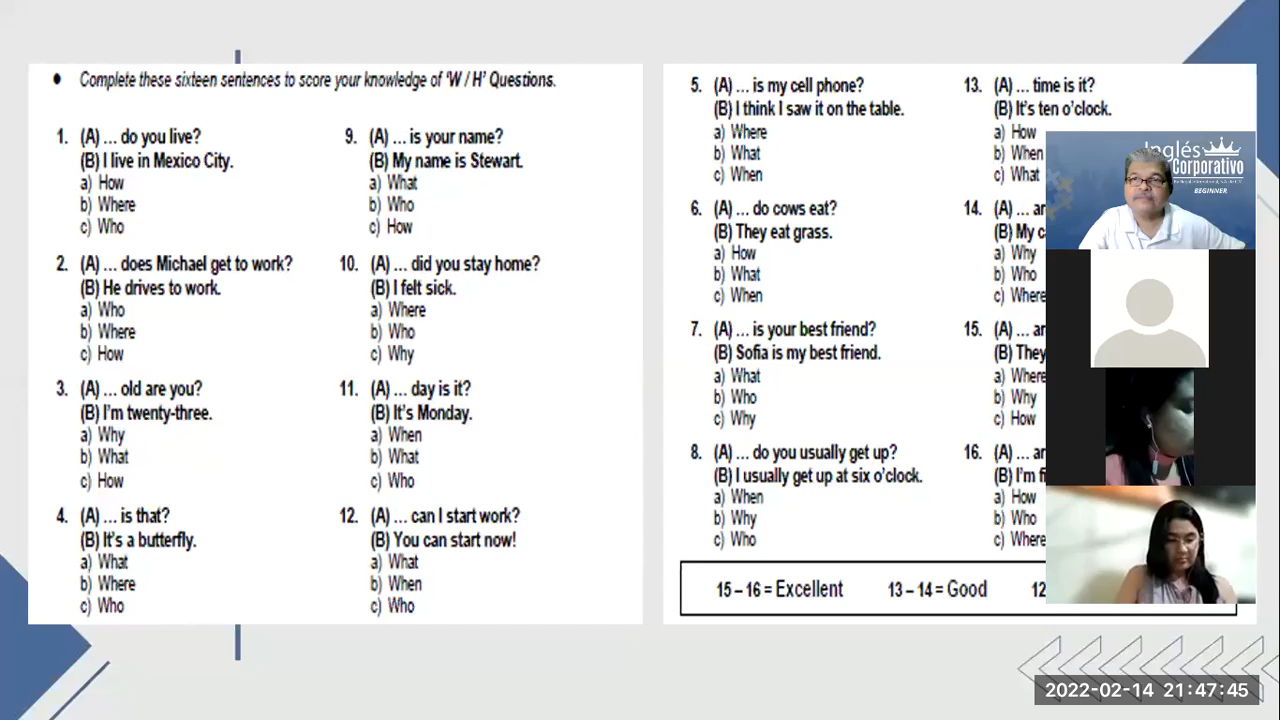 • Complete these sixteen sentences to score your knowledge of 'W / H' Questions.
1. (A) ... do you live?
(B) I live in Mexico City.
a) How
b) Where
c) Who
2. (A) ... does Michael get to work?
(B) He drives to work.
a) Who
b) Where
c) How
3. (A) ... old are you?
(B) I'm twenty-three.
a) Why
b) What
c) How
4. (A) ... is that?
(B) It's a butterfly.
a) What
b) Where
c) Who
9. (A) ... is your name?
(B) My name is Stewart.
a) What
b) Who
c) How
10. (A) ... did you stay home?
(B) I felt sick.
a) Where
b) Who
c) Why
11. (A) ... day is it?
(B) It's Monday.
a) When
b) What
c) Who
12. (A) ... can I start work?
(B) You can start now!
a) What
b) When
c) Who
5. (A) ... is my cell phone?
(B) I think I saw it on the table.
a) Where
b) What
c) When
6. (A) ... do cows eat?
(B) They eat grass.
a) How
b) What
c) When
7. (A) ... is your best friend?
(B) Sofia is my best friend.
a) What
b) Who
c) Why
8. (A) ... do you usually get up?
(B) I usually get up at six o'clock.
a) When
b) Why
c) Who
13. (A) ... time is it?
(B) It's ten o'clock.
a) How
b) When
c) What
14. (A) ...
(B) My
a) Why
b) Who
c) Where
15. (A) ...
(B) They
a) Where
b) Why
c) How
16. (A) ...
(B) I'm
a) How
b) Who
c) Where
15 – 16 = Excellent 13 – 14 = Good 12
Inglés
Corporativo
BEGINNER
2022-02-14 21:47:45